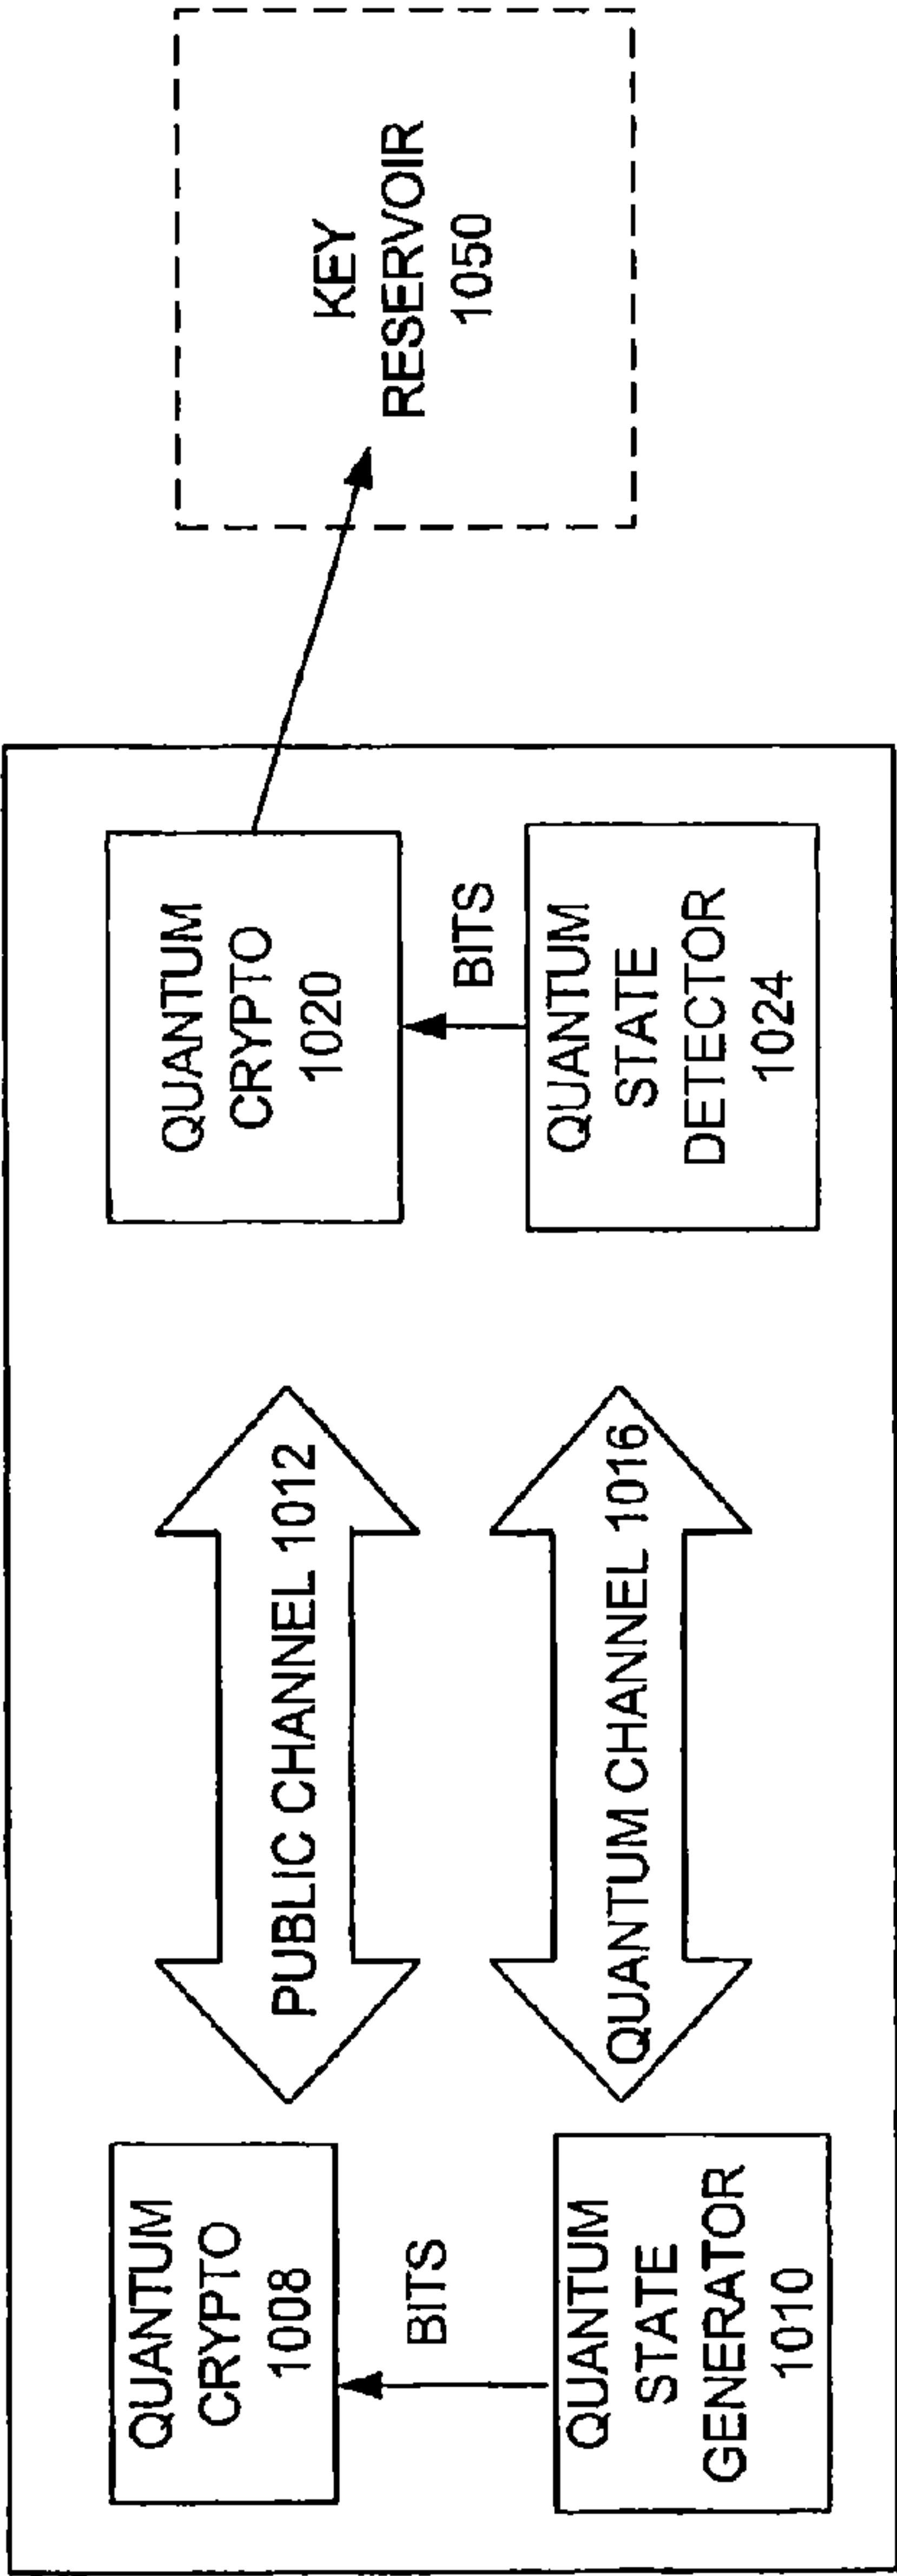 QUANTUM
CRYPTO
1008
BITS
QUANTUM
STATE
GENERATOR
1010
PUBLIC CHANNEL 1012
QUANTUM CHANNEL 1016
QUANTUM
CRYPTO
1020
BITS
QUANTUM
STATE
DETECTOR
1024
KEY
RESERVOIR
1050